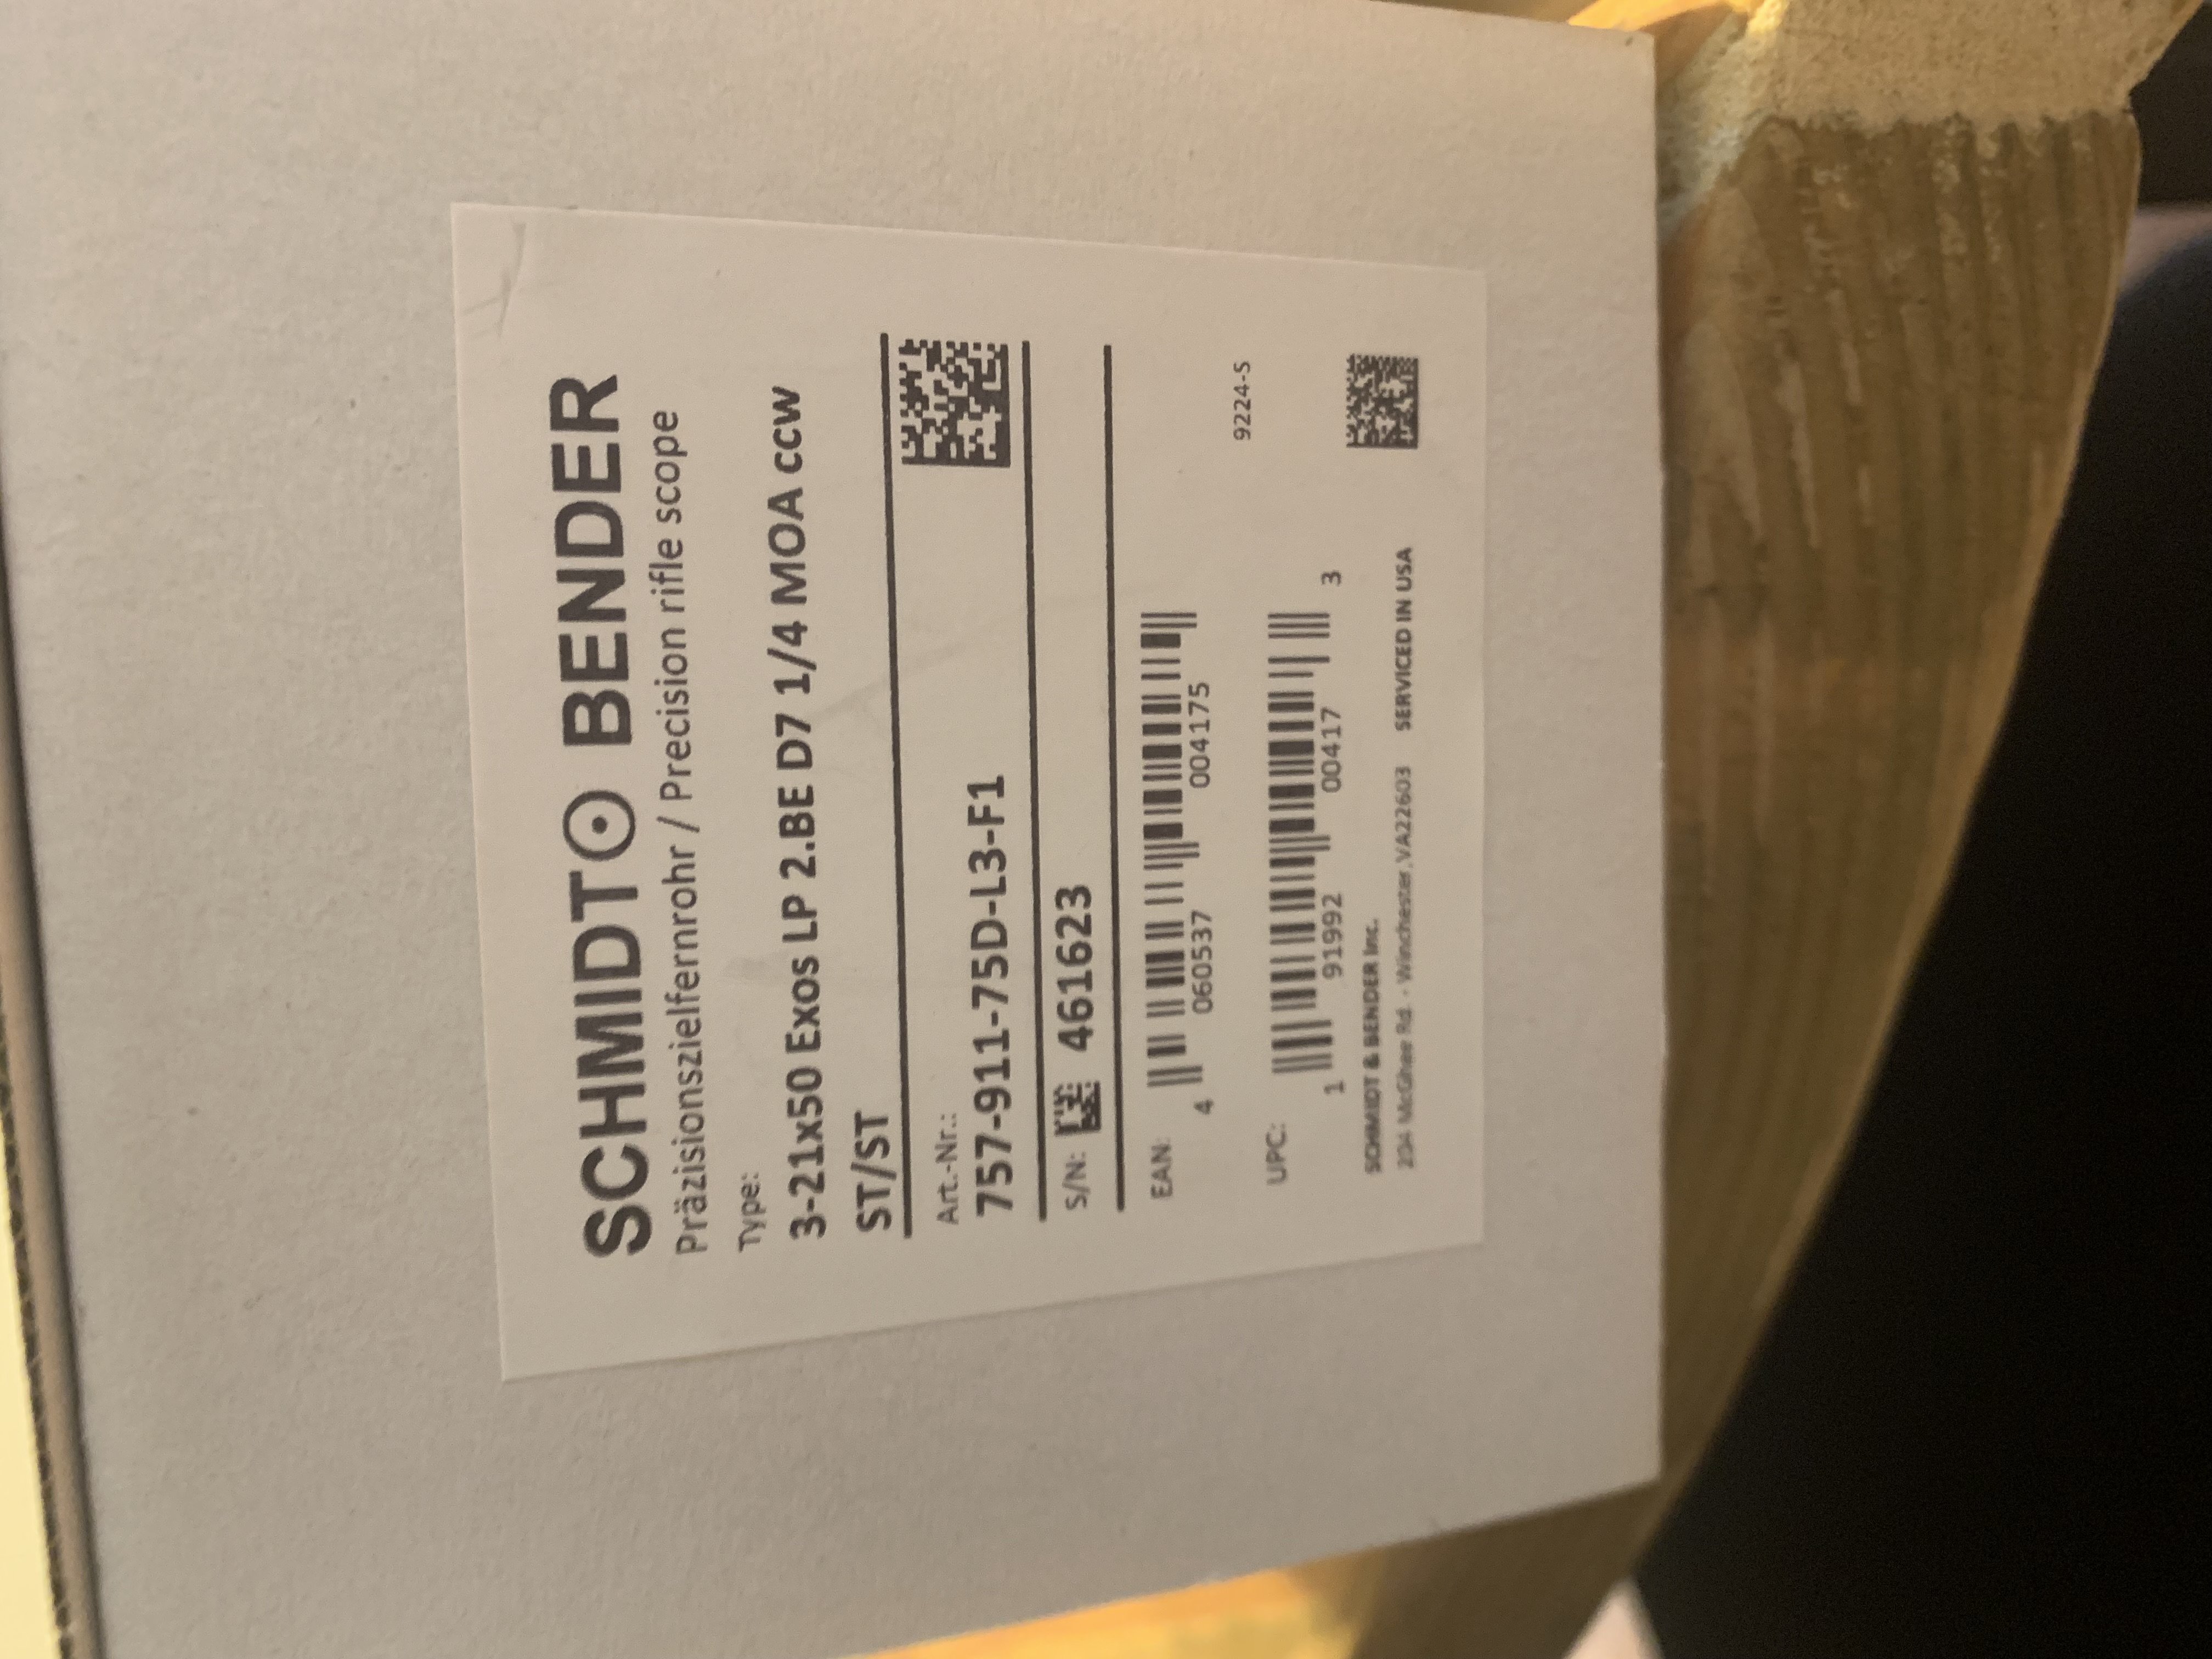 SCHMIDT BENDER
Präzisionszielfernrohr / Precision rifle scope
Type:
3-21x50 Exos LP 2.BE D7 1/4 MOA ccw
ST/ST
Art.-Nr.:
757-911-75D-L3-F1
S/N: 461623
EAN:
4 060537 004175
9224-S
UPC:
1 91992 00417 3
SCHMIDT & BENDER Inc.
204 McGhee Rd. - Winchester,VA22603 SERVICED IN USA